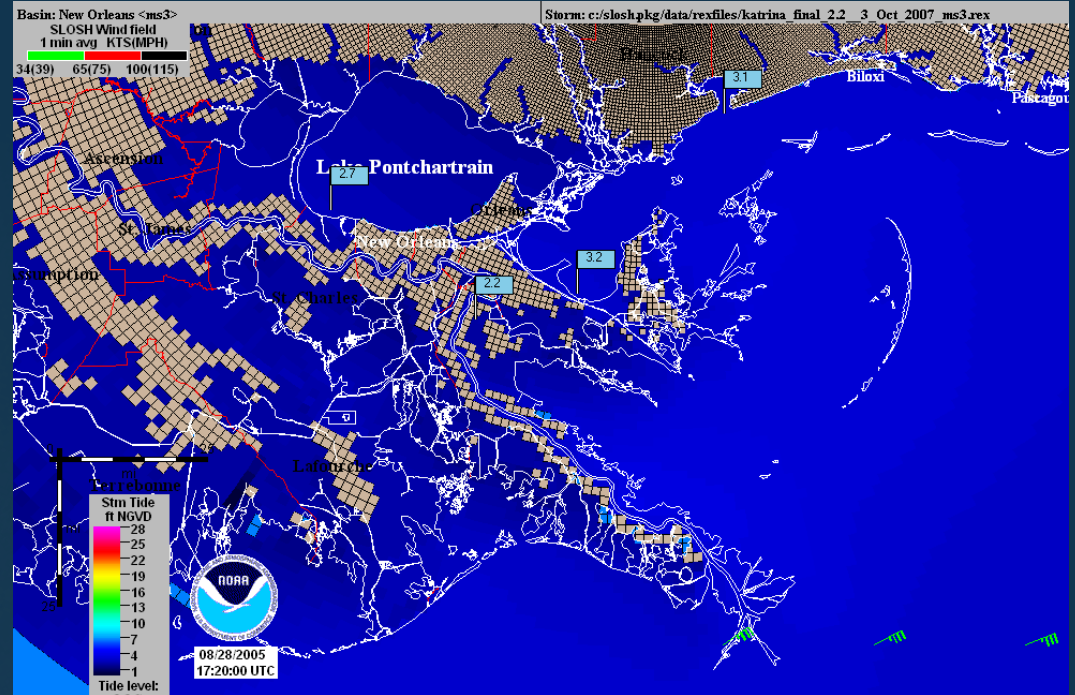 Basin: New Orleans <ms3>
Storm: c:/slosh.pkg/data/rexfiles/katrina_final_2.2__3_Oct_2007_ms3.rex
SLOSH Wind field
1 min avg KTS(MPH)
34(39) 65(75) 100(115)
3.1
Biloxi
Pascagou
Ascension
Lake Pontchartrain
2.7
Orleans
St. James
New Orleans
3.2
ssumption
2.2
St. Charles
Lafourche
Terrebonne
25
Stm Tide
ft NGVD
28
25
22
19
16
13
10
7
4
1
Tide level:
NOAA
08/28/2005
17:20:00 UTC